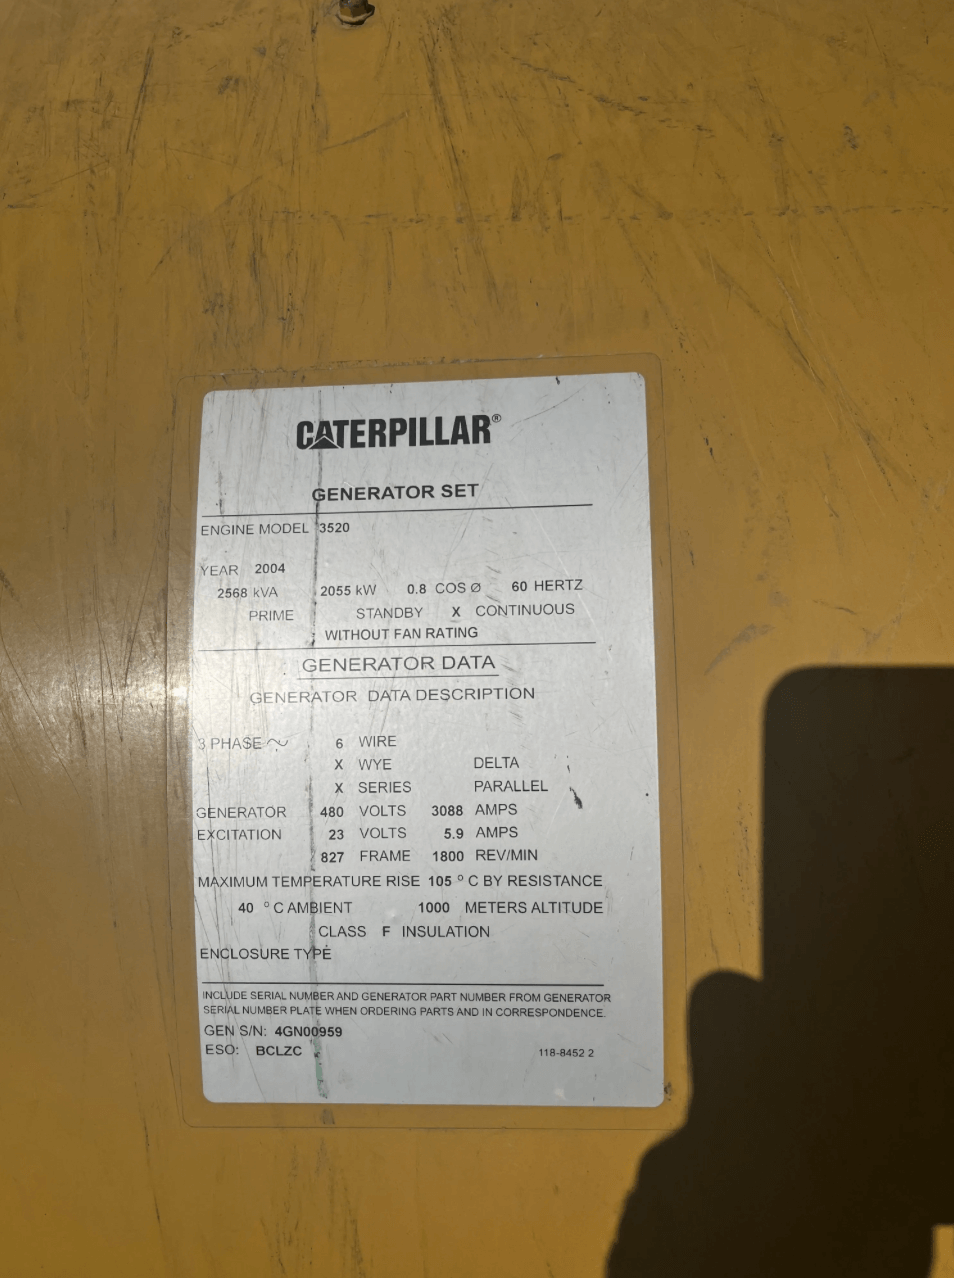 CATERPILLAR®
GENERATOR SET
ENGINE MODEL 3520
YEAR 2004
2568 kVA 2055 kW 0.8 COS Ø 60 HERTZ
PRIME STANDBY X CONTINUOUS
WITHOUT FAN RATING
GENERATOR DATA
GENERATOR DATA DESCRIPTION
3 PHASE ~ 6 WIRE
X WYE DELTA
X SERIES PARALLEL
GENERATOR 480 VOLTS 3088 AMPS
EXCITATION 23 VOLTS 5.9 AMPS
827 FRAME 1800 REV/MIN
MAXIMUM TEMPERATURE RISE 105 ° C BY RESISTANCE
40 ° C AMBIENT 1000 METERS ALTITUDE
CLASS F INSULATION
ENCLOSURE TYPE
INCLUDE SERIAL NUMBER AND GENERATOR PART NUMBER FROM GENERATOR
SERIAL NUMBER PLATE WHEN ORDERING PARTS AND IN CORRESPONDENCE.
GEN S/N: 4GN00959
ESO: BCLZC 118-8452 2